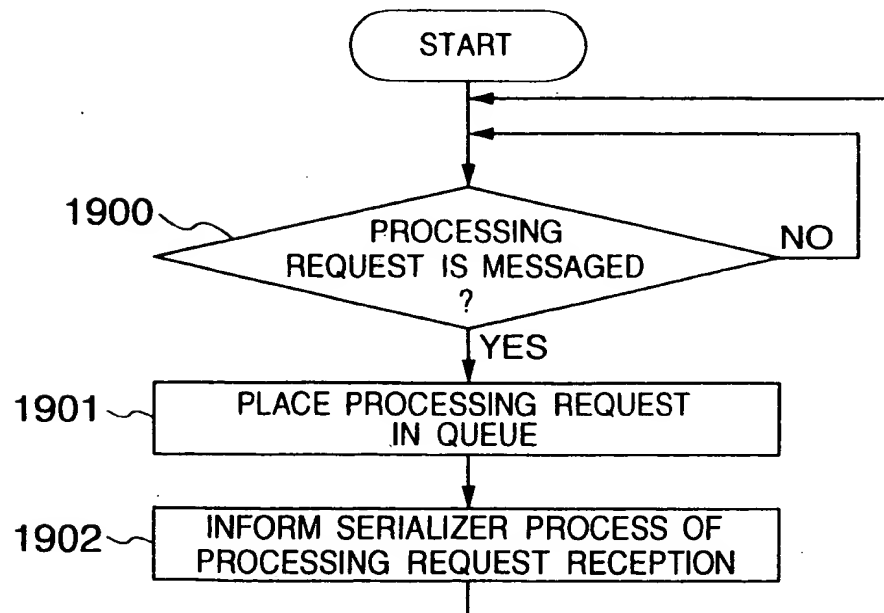 START
1900
PROCESSING
REQUEST IS MESSAGED
?
NO
YES
1901
PLACE PROCESSING REQUEST
IN QUEUE
1902
INFORM SERIALIZER PROCESS OF
PROCESSING REQUEST RECEPTION